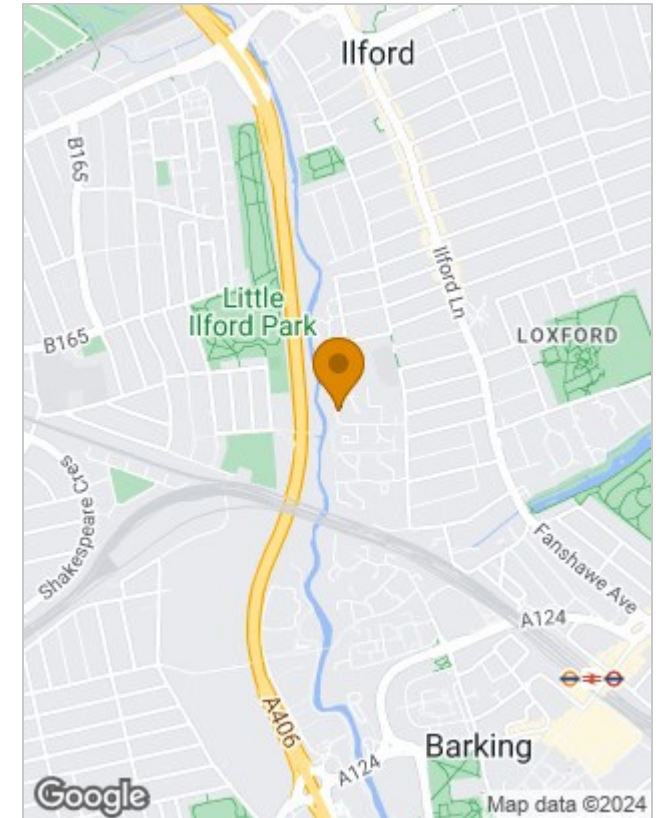 Ilford
B165
Ilford Ln
Little
Ilford Park
LOXFORD
B165
Shakespeare Cres
Fanshawe Ave
A124
A406
Barking
A124
Google
Map data ©2024